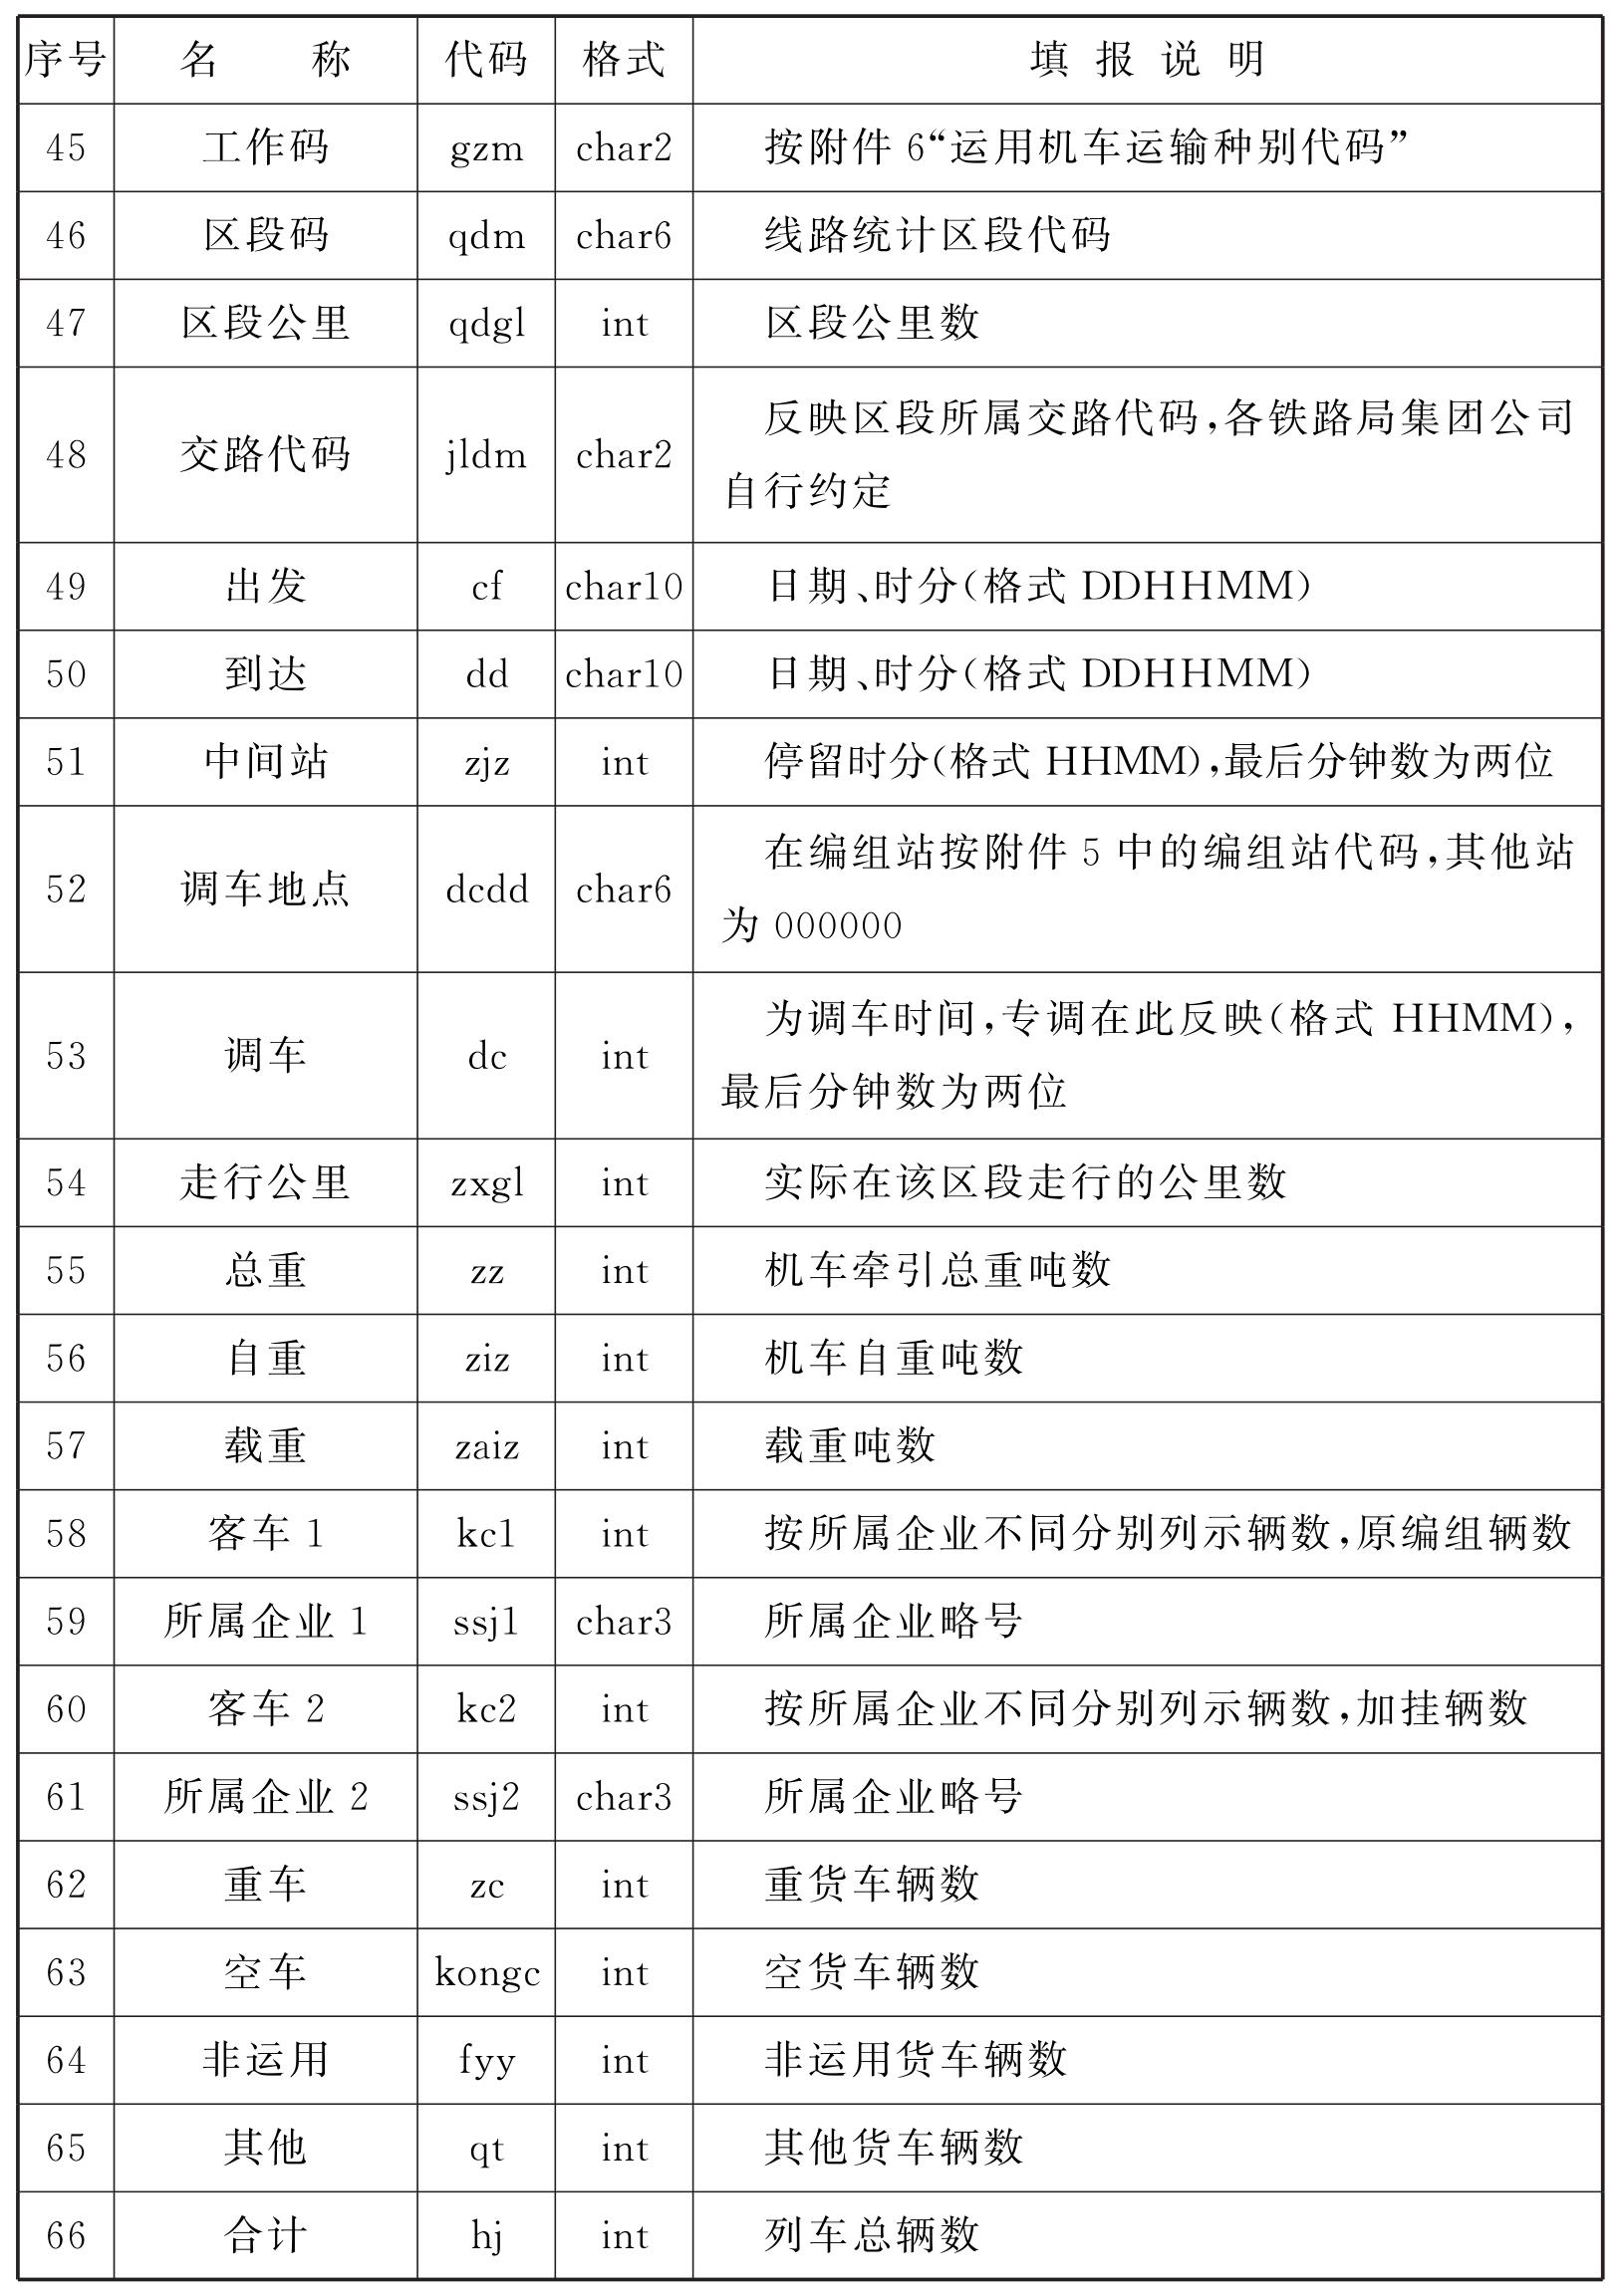 序号 名 称 代码 格式 填报说明
45 工作码 gzm char2 按附件 6“运用机车运输种别代码”
46 区段码 qdm char6 线路统计区段代码
47 区段公里 qdgl int 区段公里数
48 交路代码 jldm char2 反映区段所属交路代码,各铁路局集团公司
自行约定
49 出发 cf char10 日期、时分(格式 DDHHMM)
50 到达 dd char10 日期、时分(格式 DDHHMM)
51 中间站 zjz int 停留时分(格式 HHMM),最后分钟数为两位
52 调车地点 dcdd char6 在编组站按附件 5 中的编组站代码,其他站
为 000000
53 调车 dc int 为调车时间,专调在此反映(格式 HHMM),
最后分钟数为两位
54 走行公里 zxgl int 实际在该区段走行的公里数
55 总重 zz int 机车牵引总重吨数
56 自重 ziz int 机车自重吨数
57 载重 zaiz int 载重吨数
58 客车 1 kc1 int 按所属企业不同分别列示辆数,原编组辆数
59 所属企业 1 ssj1 char3 所属企业略号
60 客车 2 kc2 int 按所属企业不同分别列示辆数,加挂辆数
61 所属企业 2 ssj2 char3 所属企业略号
62 重车 zc int 重货车辆数
63 空车 kongc int 空货车辆数
64 非运用 fyy int 非运用货车辆数
65 其他 qt int 其他货车辆数
66 合计 hj int 列车总辆数